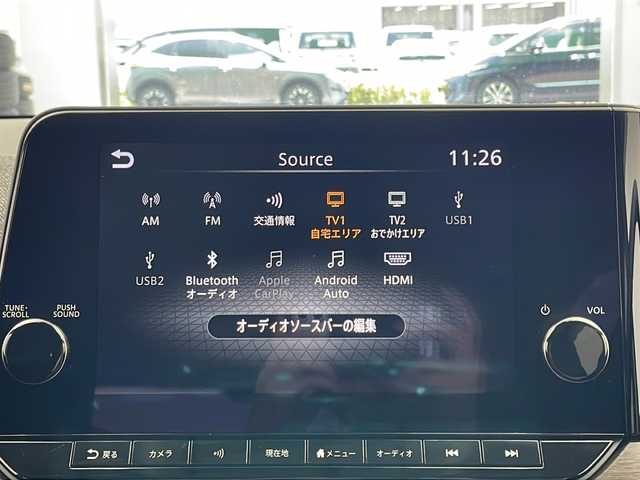 Source
11:26
AM
FM
交通情報
TV1
自宅エリア
TV2
おでかけエリア
USB1
USB2
Bluetooth
オーディオ
Apple
CarPlay
Android
Auto
HDMI
オーディオソースバーの編集
TUNE・
SCROLL
PUSH
SOUND
VOL
戻る
カメラ
現在地
メニュー
オーディオ